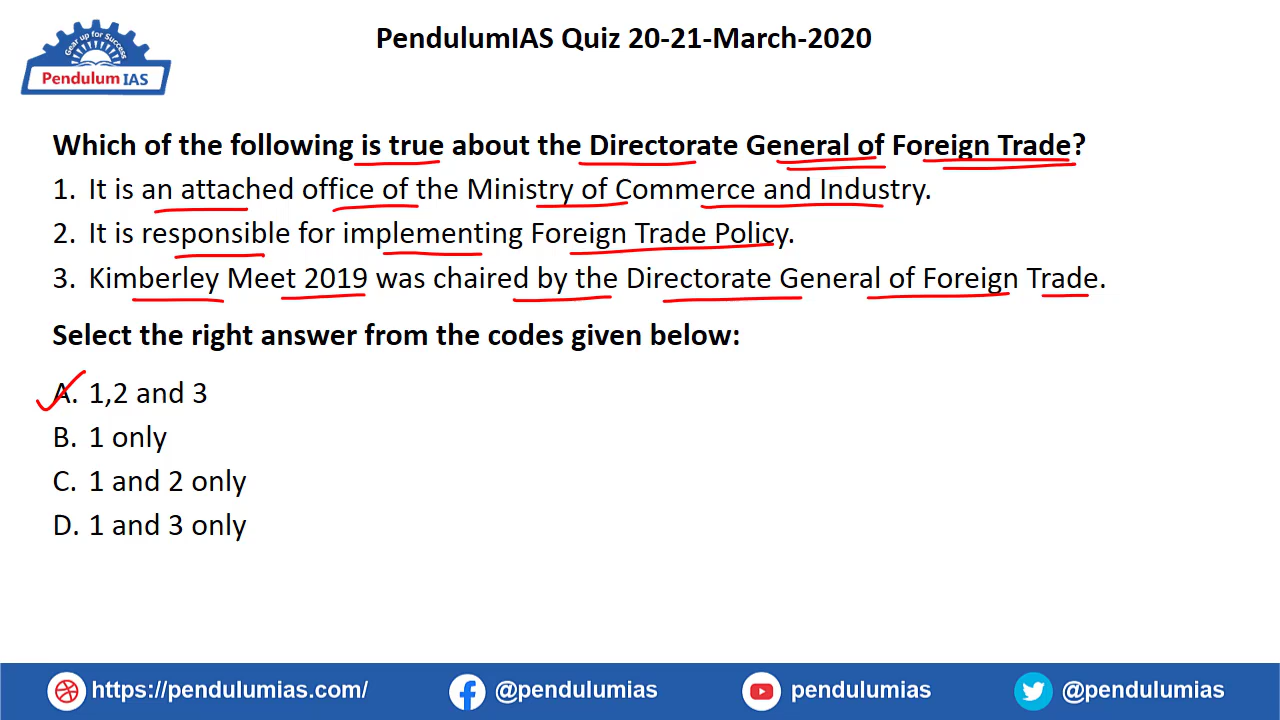 PendulumIAS Quiz 20-21-March-2020
Gear up for Success
Pendulum IAS
Which of the following is true about the Directorate General of Foreign Trade?
1. It is an attached office of the Ministry of Commerce and Industry.
2. It is responsible for implementing Foreign Trade Policy.
3. Kimberley Meet 2019 was chaired by the Directorate General of Foreign Trade.
Select the right answer from the codes given below:
A. 1,2 and 3
B. 1 only
C. 1 and 2 only
D. 1 and 3 only
https://pendulumias.com/ @pendulumias pendulumias @pendulumias